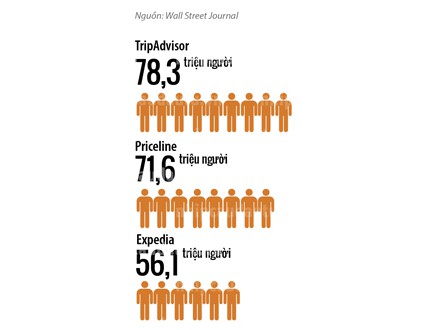 Nguồn: Wall Street Journal
TripAdvisor
78,3 triệu người
Priceline
71,6 triệu người
Expedia
56,1 triệu người